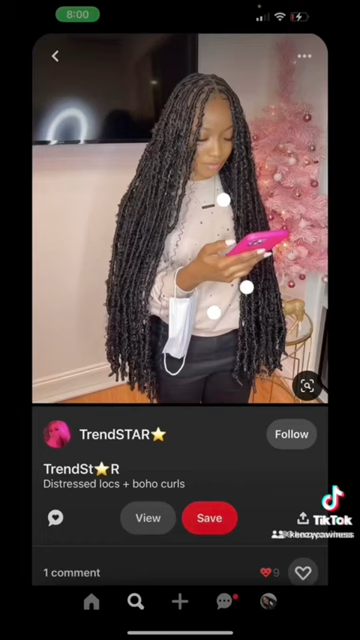 8:00
TrendSTAR⭐
Follow
TrendSt⭐R
Distressed locs + boho curls
View
Save
TikTok
1 comment
9